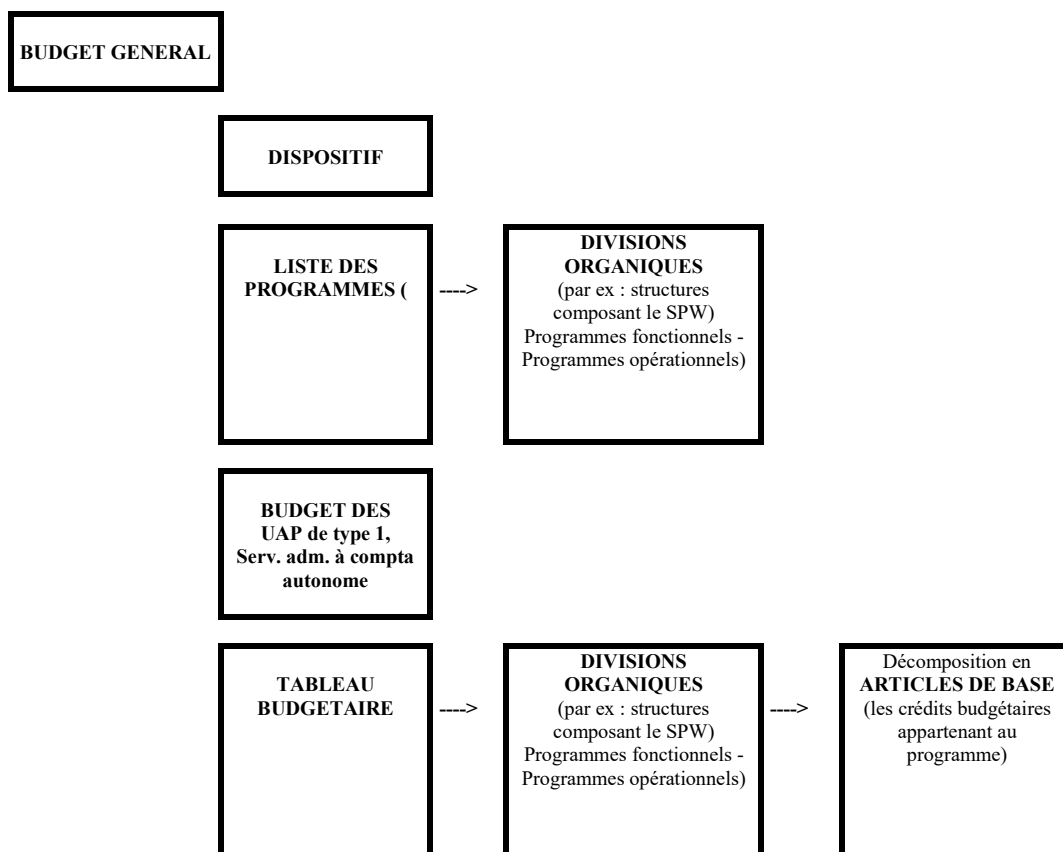 BUDGET GENERAL
DISPOSITIF
LISTE DES
PROGRAMMES (
---->
DIVISIONS
ORGANIQUES
(par ex : structures
composant le SPW)
Programmes fonctionnels -
Programmes opérationnels)
BUDGET DES
UAP de type 1,
Serv. adm. à compta
autonome
TABLEAU
BUDGETAIRE
---->
DIVISIONS
ORGANIQUES
(par ex : structures
composant le SPW)
Programmes fonctionnels -
Programmes opérationnels)
---->
Décomposition en
ARTICLES DE BASE
(les crédits budgétaires
appartenant au
programme)